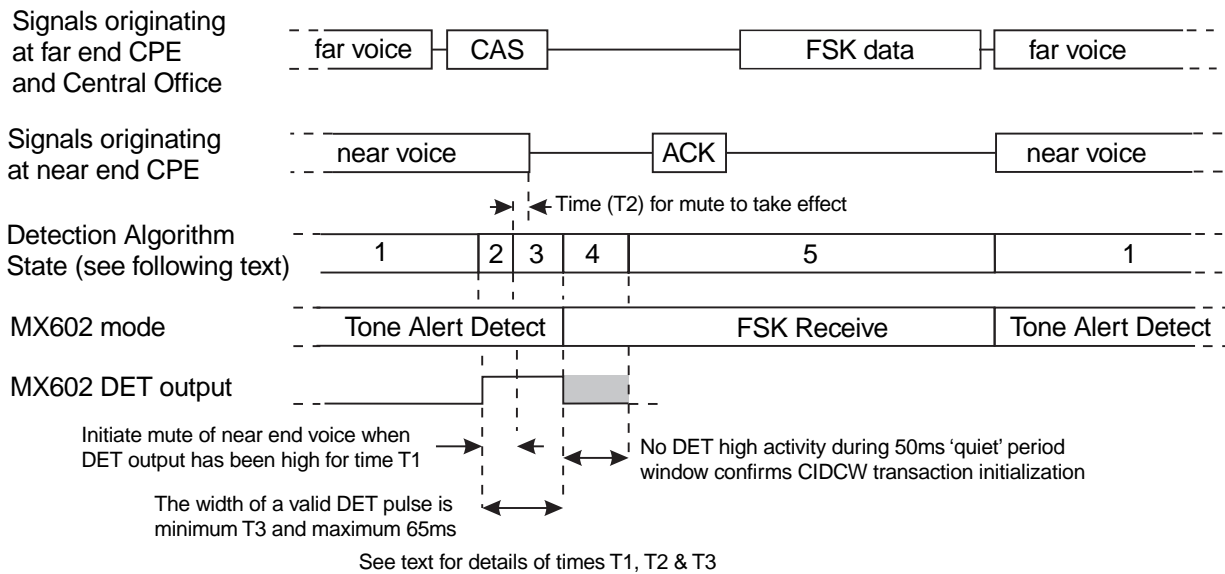 Signals originating
at far end CPE
and Central Office
far voice
CAS
FSK data
far voice
Signals originating
at near end CPE
near voice
ACK
near voice
Time (T2) for mute to take effect
Detection Algorithm
State (see following text)
1
2
3
4
5
1
MX602 mode
Tone Alert Detect
FSK Receive
Tone Alert Detect
MX602 DET output
Initiate mute of near end voice when
DET output has been high for time T1
No DET high activity during 50ms ‘quiet’ period
window confirms CIDCW transaction initialization
The width of a valid DET pulse is
minimum T3 and maximum 65ms
See text for details of times T1, T2 & T3